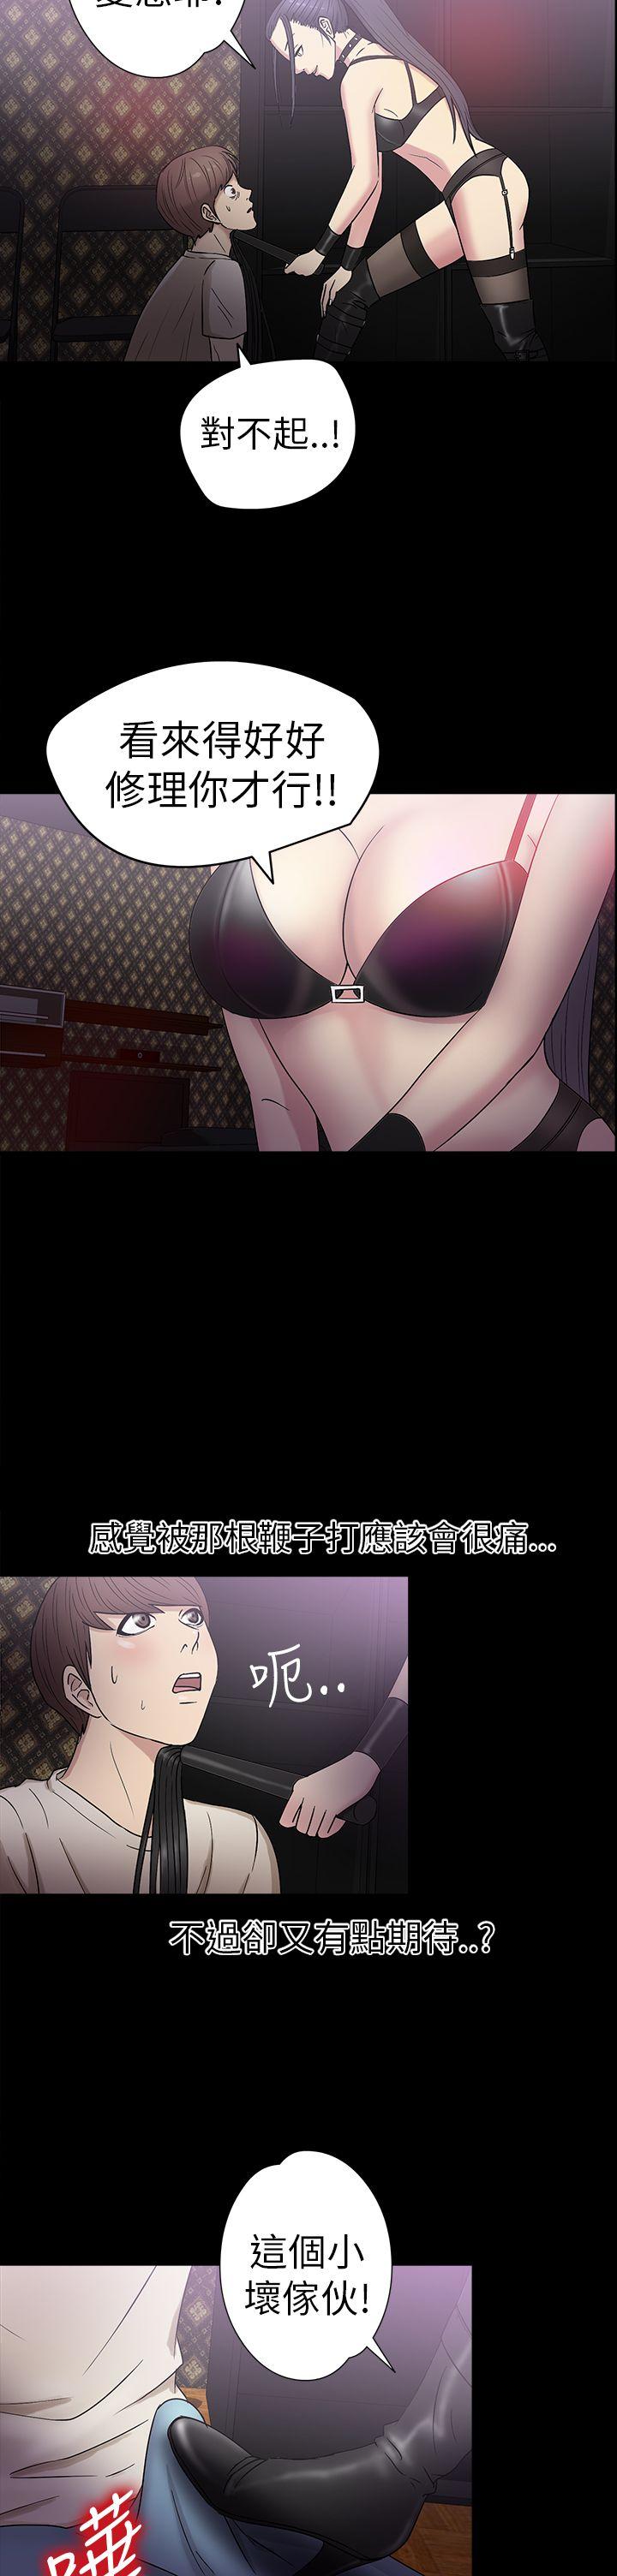 對不起..!
看來得好好
修理你才行!!
感覺被那根鞭子打應該會很痛...
呃..
不過卻又有點期待..?
這個小
壞傢伙!